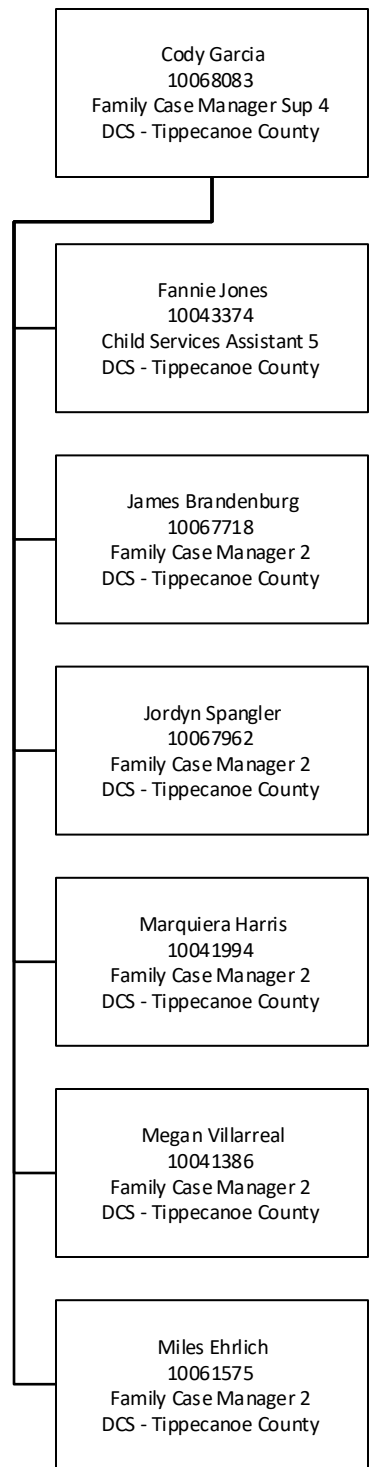 Cody Garcia
10068083
Family Case Manager Sup 4
DCS - Tippecanoe County
Fannie Jones
10043374
Child Services Assistant 5
DCS - Tippecanoe County
James Brandenburg
10067718
Family Case Manager 2
DCS - Tippecanoe County
Jordyn Spangler
10067962
Family Case Manager 2
DCS - Tippecanoe County
Marquiera Harris
10041994
Family Case Manager 2
DCS - Tippecanoe County
Megan Villarreal
10041386
Family Case Manager 2
DCS - Tippecanoe County
Miles Ehrlich
10061575
Family Case Manager 2
DCS - Tippecanoe County